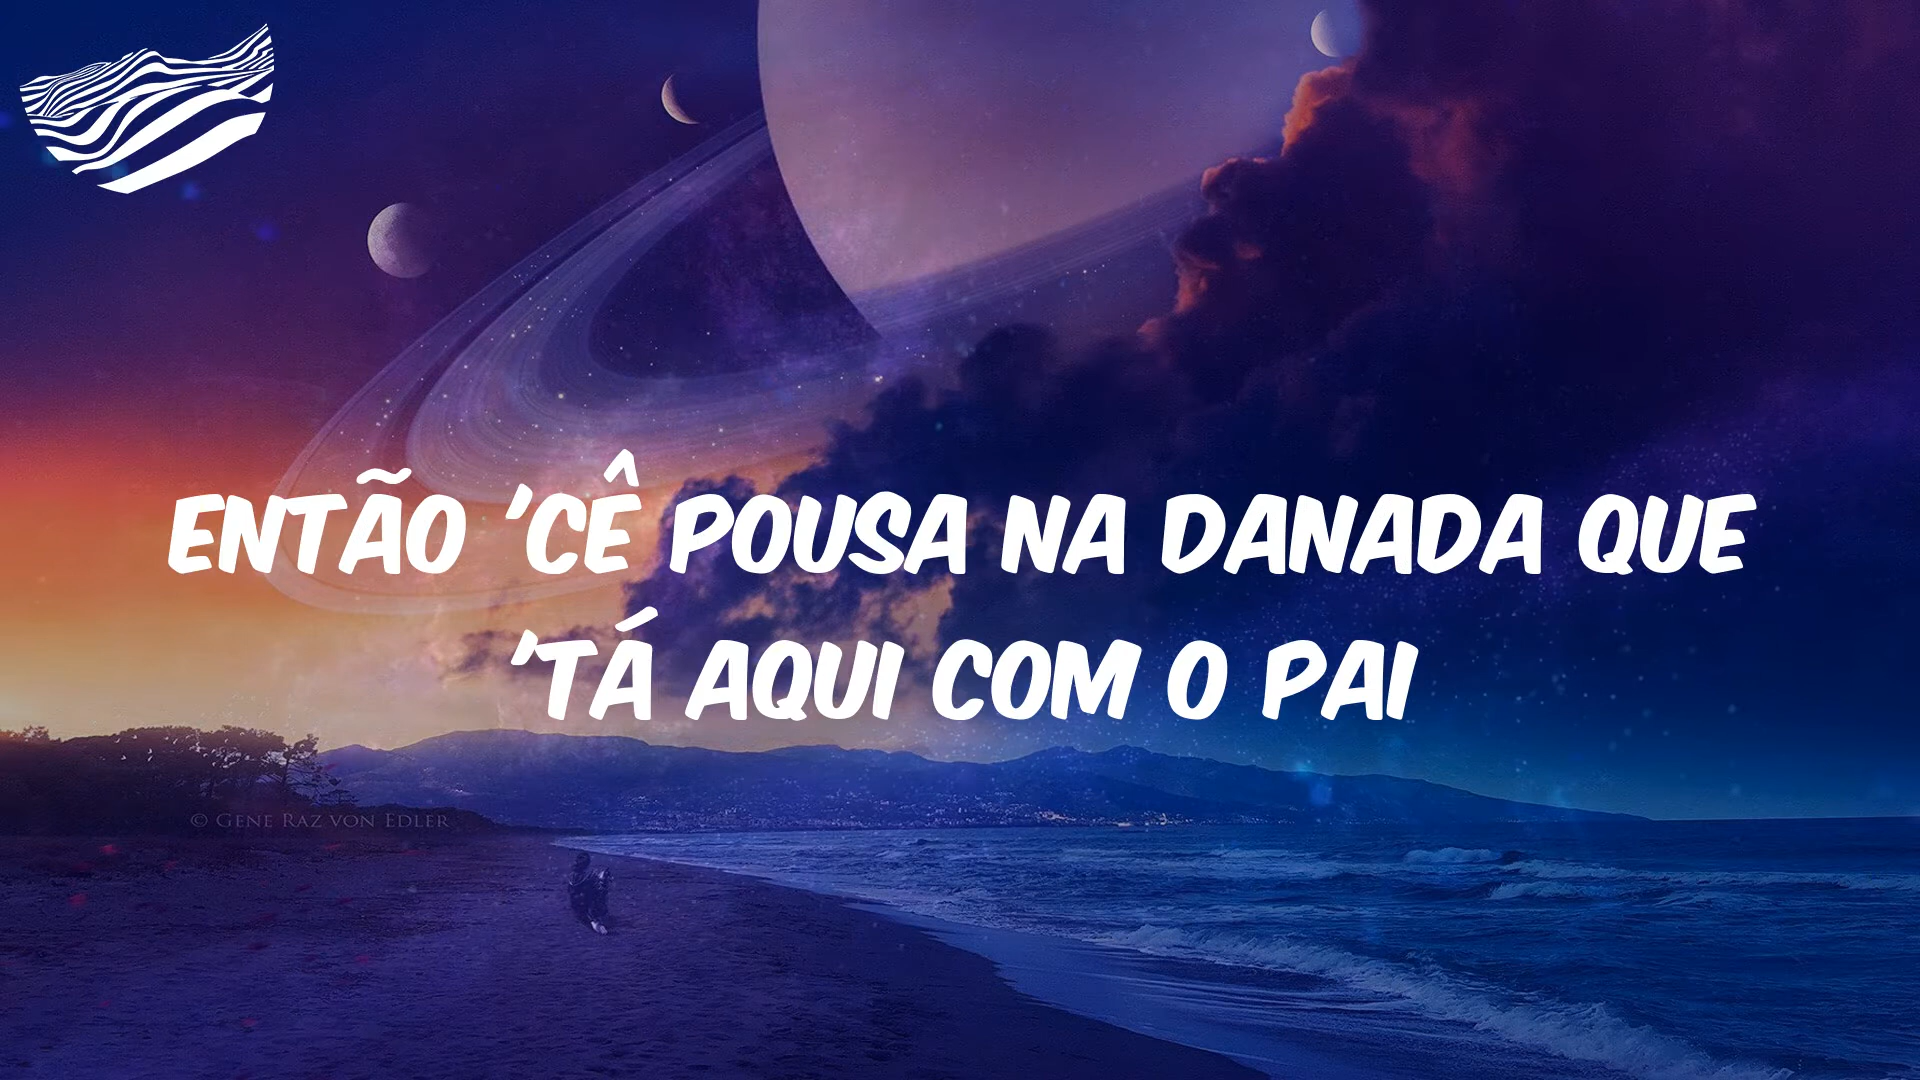 ENTÃO 'CÊ POUSA NA DANADA QUE
'TÁ AQUI COM O PAI
© GENE RAZ VON EDLER